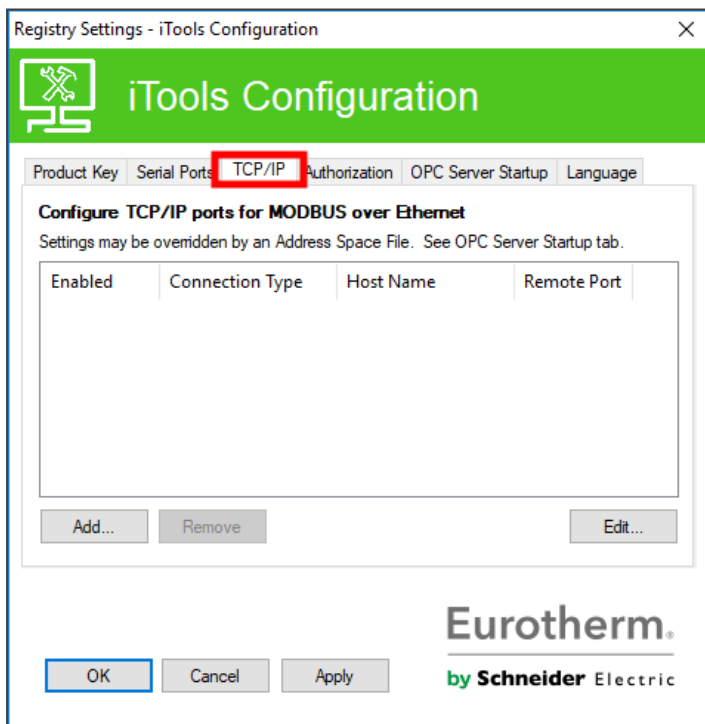 Registry Settings - iTools Configuration
iTools Configuration
Product Key Serial Ports TCP/IP Authorization OPC Server Startup Language
Configure TCP/IP ports for MODBUS over Ethernet
Settings may be overridden by an Address Space File. See OPC Server Startup tab.
Enabled Connection Type Host Name Remote Port
Add... Remove Edit...
Eurotherm®
OK Cancel Apply by Schneider Electric